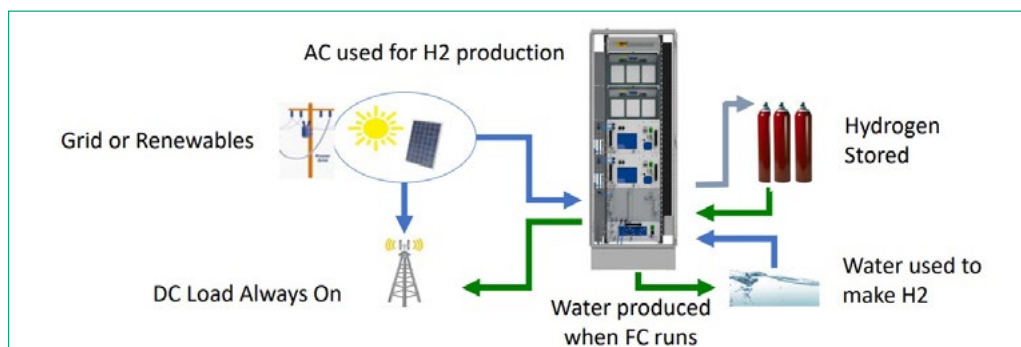 AC used for H2 production
Grid or Renewables
Hydrogen
Stored
DC Load Always On
Water used to
make H2
Water produced
when FC runs